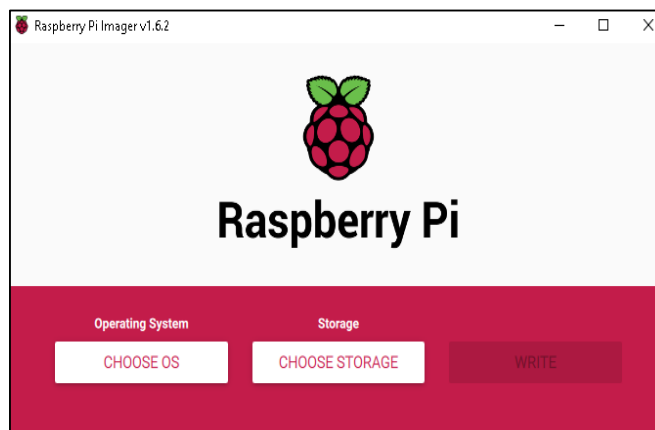 Raspberry Pi Imager v1.6.2
Raspberry Pi
Operating System
Storage
CHOOSE OS
CHOOSE STORAGE
WRITE